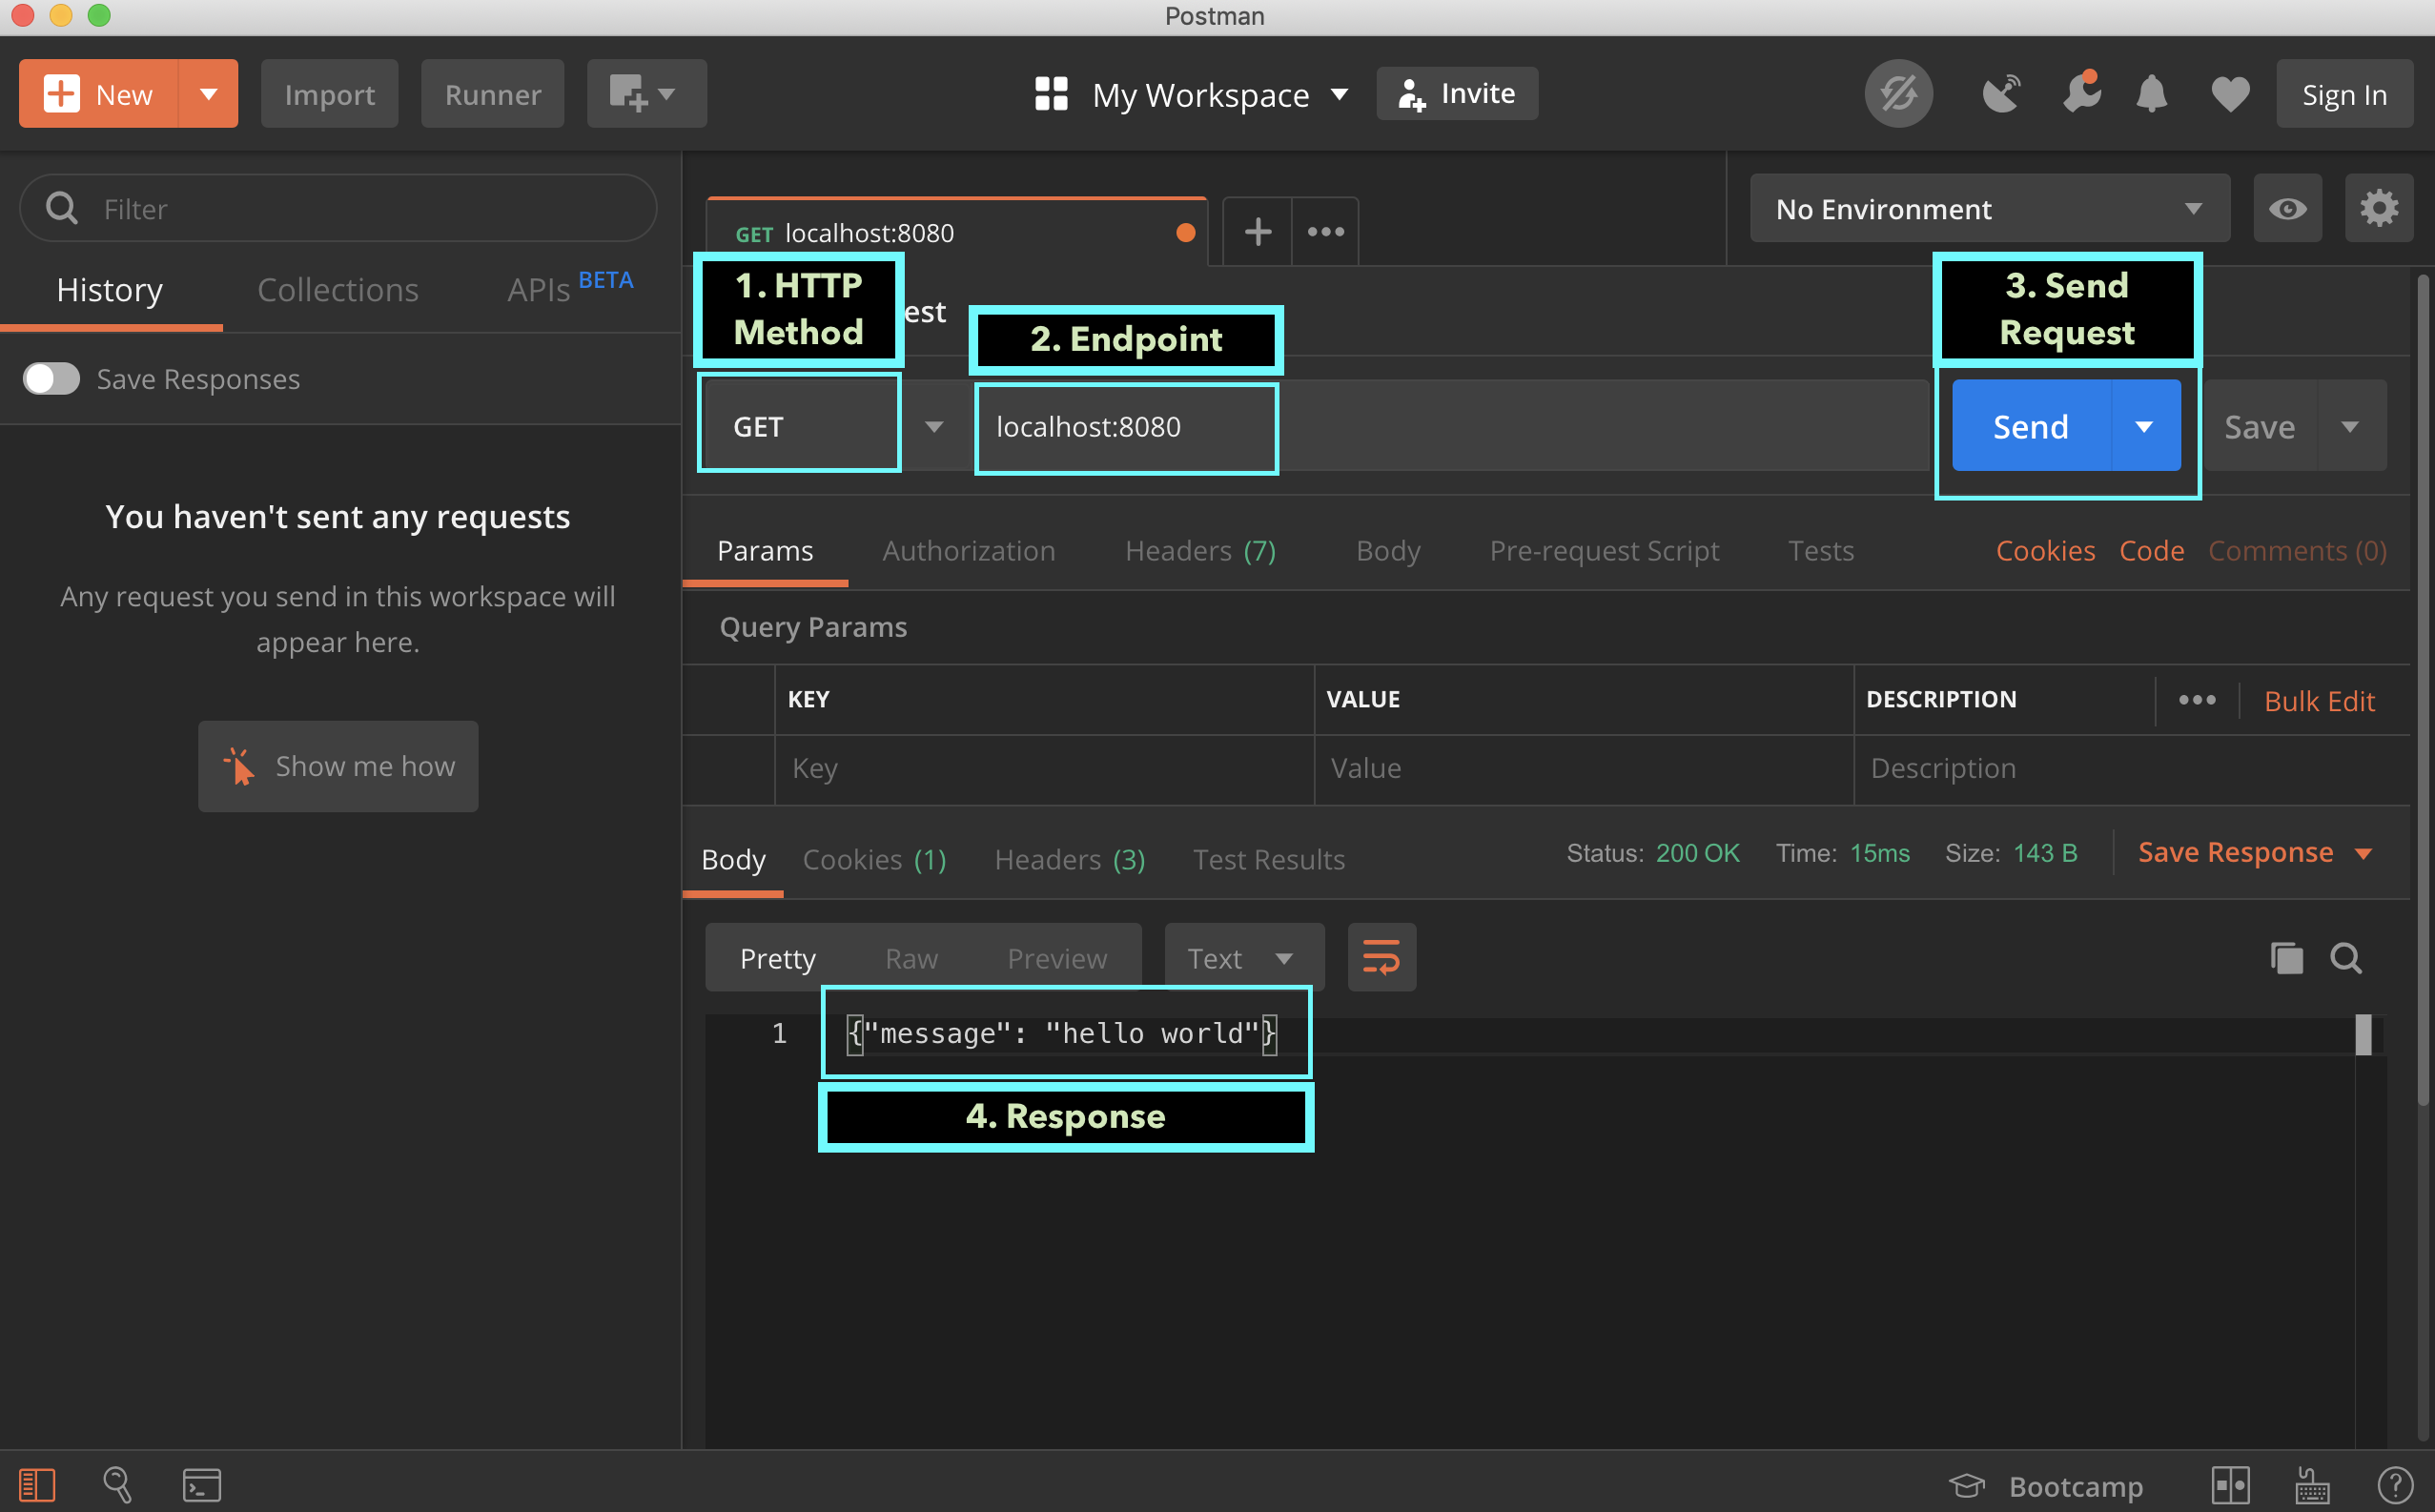 Postman
New
Import
Runner
My Workspace
Invite
Sign In
Filter
History
Collections
APIs BETA
Save Responses
You haven't sent any requests
Any request you send in this workspace will
appear here.
Show me how
GET localhost:8080
No Environment
1. HTTP
Method
est
2. Endpoint
3. Send
Request
GET
localhost:8080
Send
Save
Params
Authorization
Headers (7)
Body
Pre-request Script
Tests
Cookies
Code
Comments (0)
Query Params
KEY
VALUE
DESCRIPTION
Bulk Edit
Key
Value
Description
Body
Cookies (1)
Headers (3)
Test Results
Status: 200 OK
Time: 15ms
Size: 143 B
Save Response
Pretty
Raw
Preview
Text
1
{"message": "hello world"}
4. Response
Bootcamp